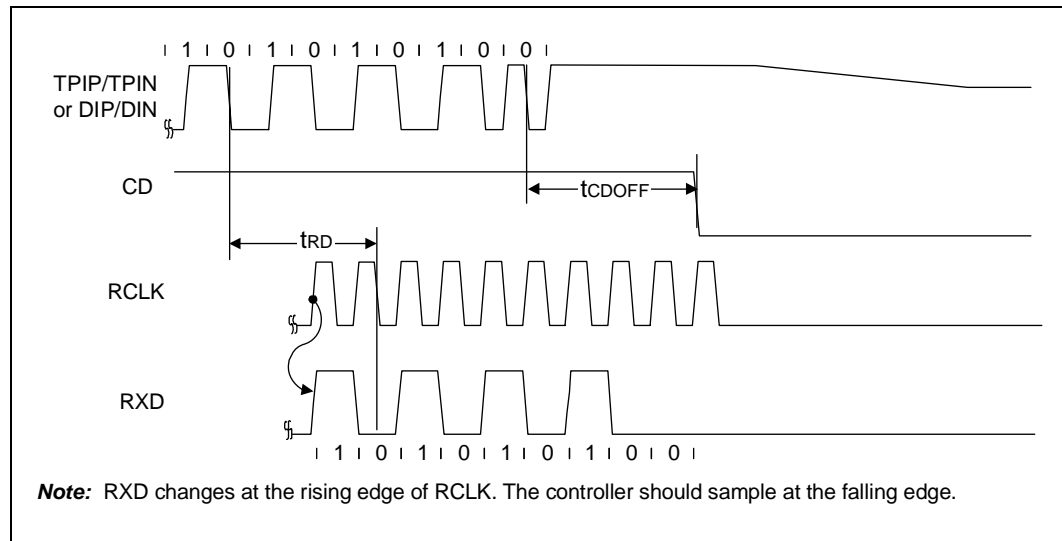 1 0 1 0 1 0 1 0 0
TPIP/TPIN
or DIP/DIN
CD
tCDOFF
tRD
RCLK
RXD
1 0 1 0 1 0 1 0 0
Note: RXD changes at the rising edge of RCLK. The controller should sample at the falling edge.